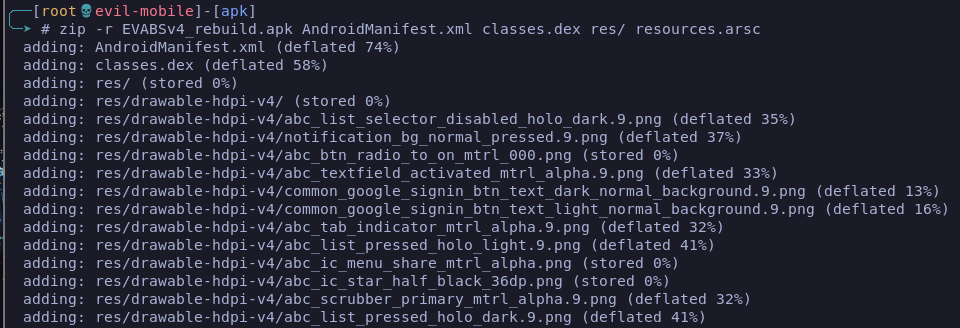 [root💀evil-mobile]-[apk]
# zip -r EVABSv4_rebuild.apk AndroidManifest.xml classes.dex res/ resources.arsc
adding: AndroidManifest.xml (deflated 74%)
adding: classes.dex (deflated 58%)
adding: res/ (stored 0%)
adding: res/drawable-hdpi-v4/ (stored 0%)
adding: res/drawable-hdpi-v4/abc_list_selector_disabled_holo_dark.9.png (deflated 35%)
adding: res/drawable-hdpi-v4/notification_bg_normal_pressed.9.png (deflated 37%)
adding: res/drawable-hdpi-v4/abc_btn_radio_to_on_mtrl_000.png (stored 0%)
adding: res/drawable-hdpi-v4/abc_textfield_activated_mtrl_alpha.9.png (deflated 33%)
adding: res/drawable-hdpi-v4/common_google_signin_btn_text_dark_normal_background.9.png (deflated 13%)
adding: res/drawable-hdpi-v4/common_google_signin_btn_text_light_normal_background.9.png (deflated 16%)
adding: res/drawable-hdpi-v4/abc_tab_indicator_mtrl_alpha.9.png (deflated 32%)
adding: res/drawable-hdpi-v4/abc_list_pressed_holo_light.9.png (deflated 41%)
adding: res/drawable-hdpi-v4/abc_ic_menu_share_mtrl_alpha.png (stored 0%)
adding: res/drawable-hdpi-v4/abc_ic_star_half_black_36dp.png (stored 0%)
adding: res/drawable-hdpi-v4/abc_scrubber_primary_mtrl_alpha.9.png (deflated 32%)
adding: res/drawable-hdpi-v4/abc_list_pressed_holo_dark.9.png (deflated 41%)